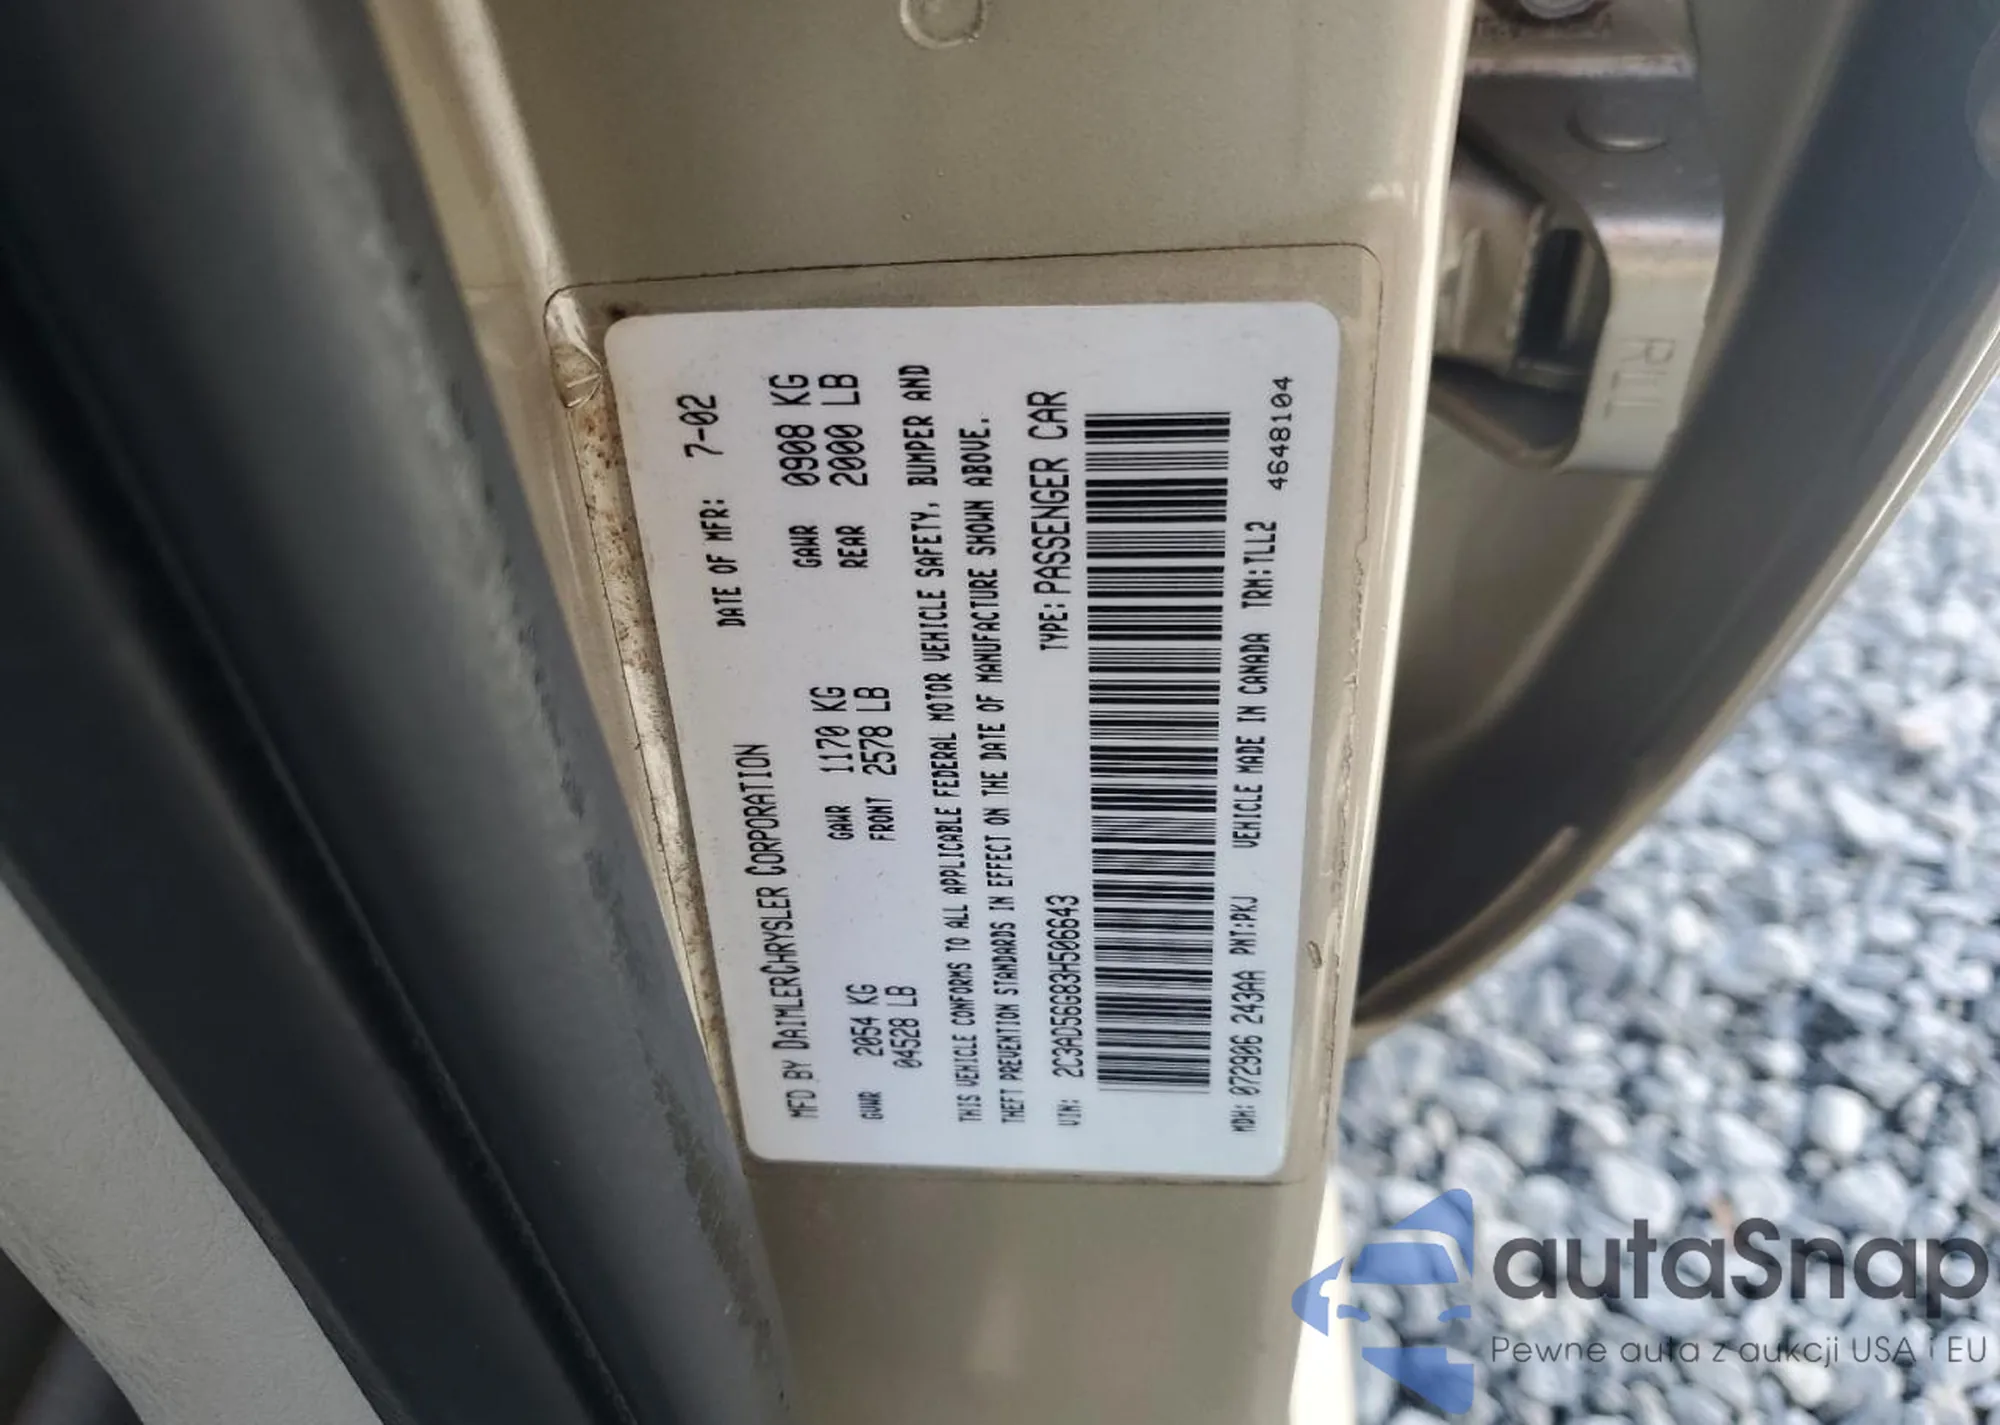 MFD BY DAIMLERCHRYSLER CORPORATION DATE OF MFR: 7-02
GVWR 2054 KG GAWR 1170 KG GAWR 0908 KG
04528 LB FRONT 2578 LB REAR 2000 LB
THIS VEHICLE CONFORMS TO ALL APPLICABLE FEDERAL MOTOR VEHICLE SAFETY, BUMPER AND
THEFT PREVENTION STANDARDS IN EFFECT ON THE DATE OF MANUFACTURE SHOWN ABOVE.
VIN: 2C3AD56G83H506643 TYPE: PASSENGER CAR
MDH: 072906 243AA PNT:PKJ VEHICLE MADE IN CANADA TRM:TLL2 4648104
autaSnap
Pewne auta z aukcji USA i EU